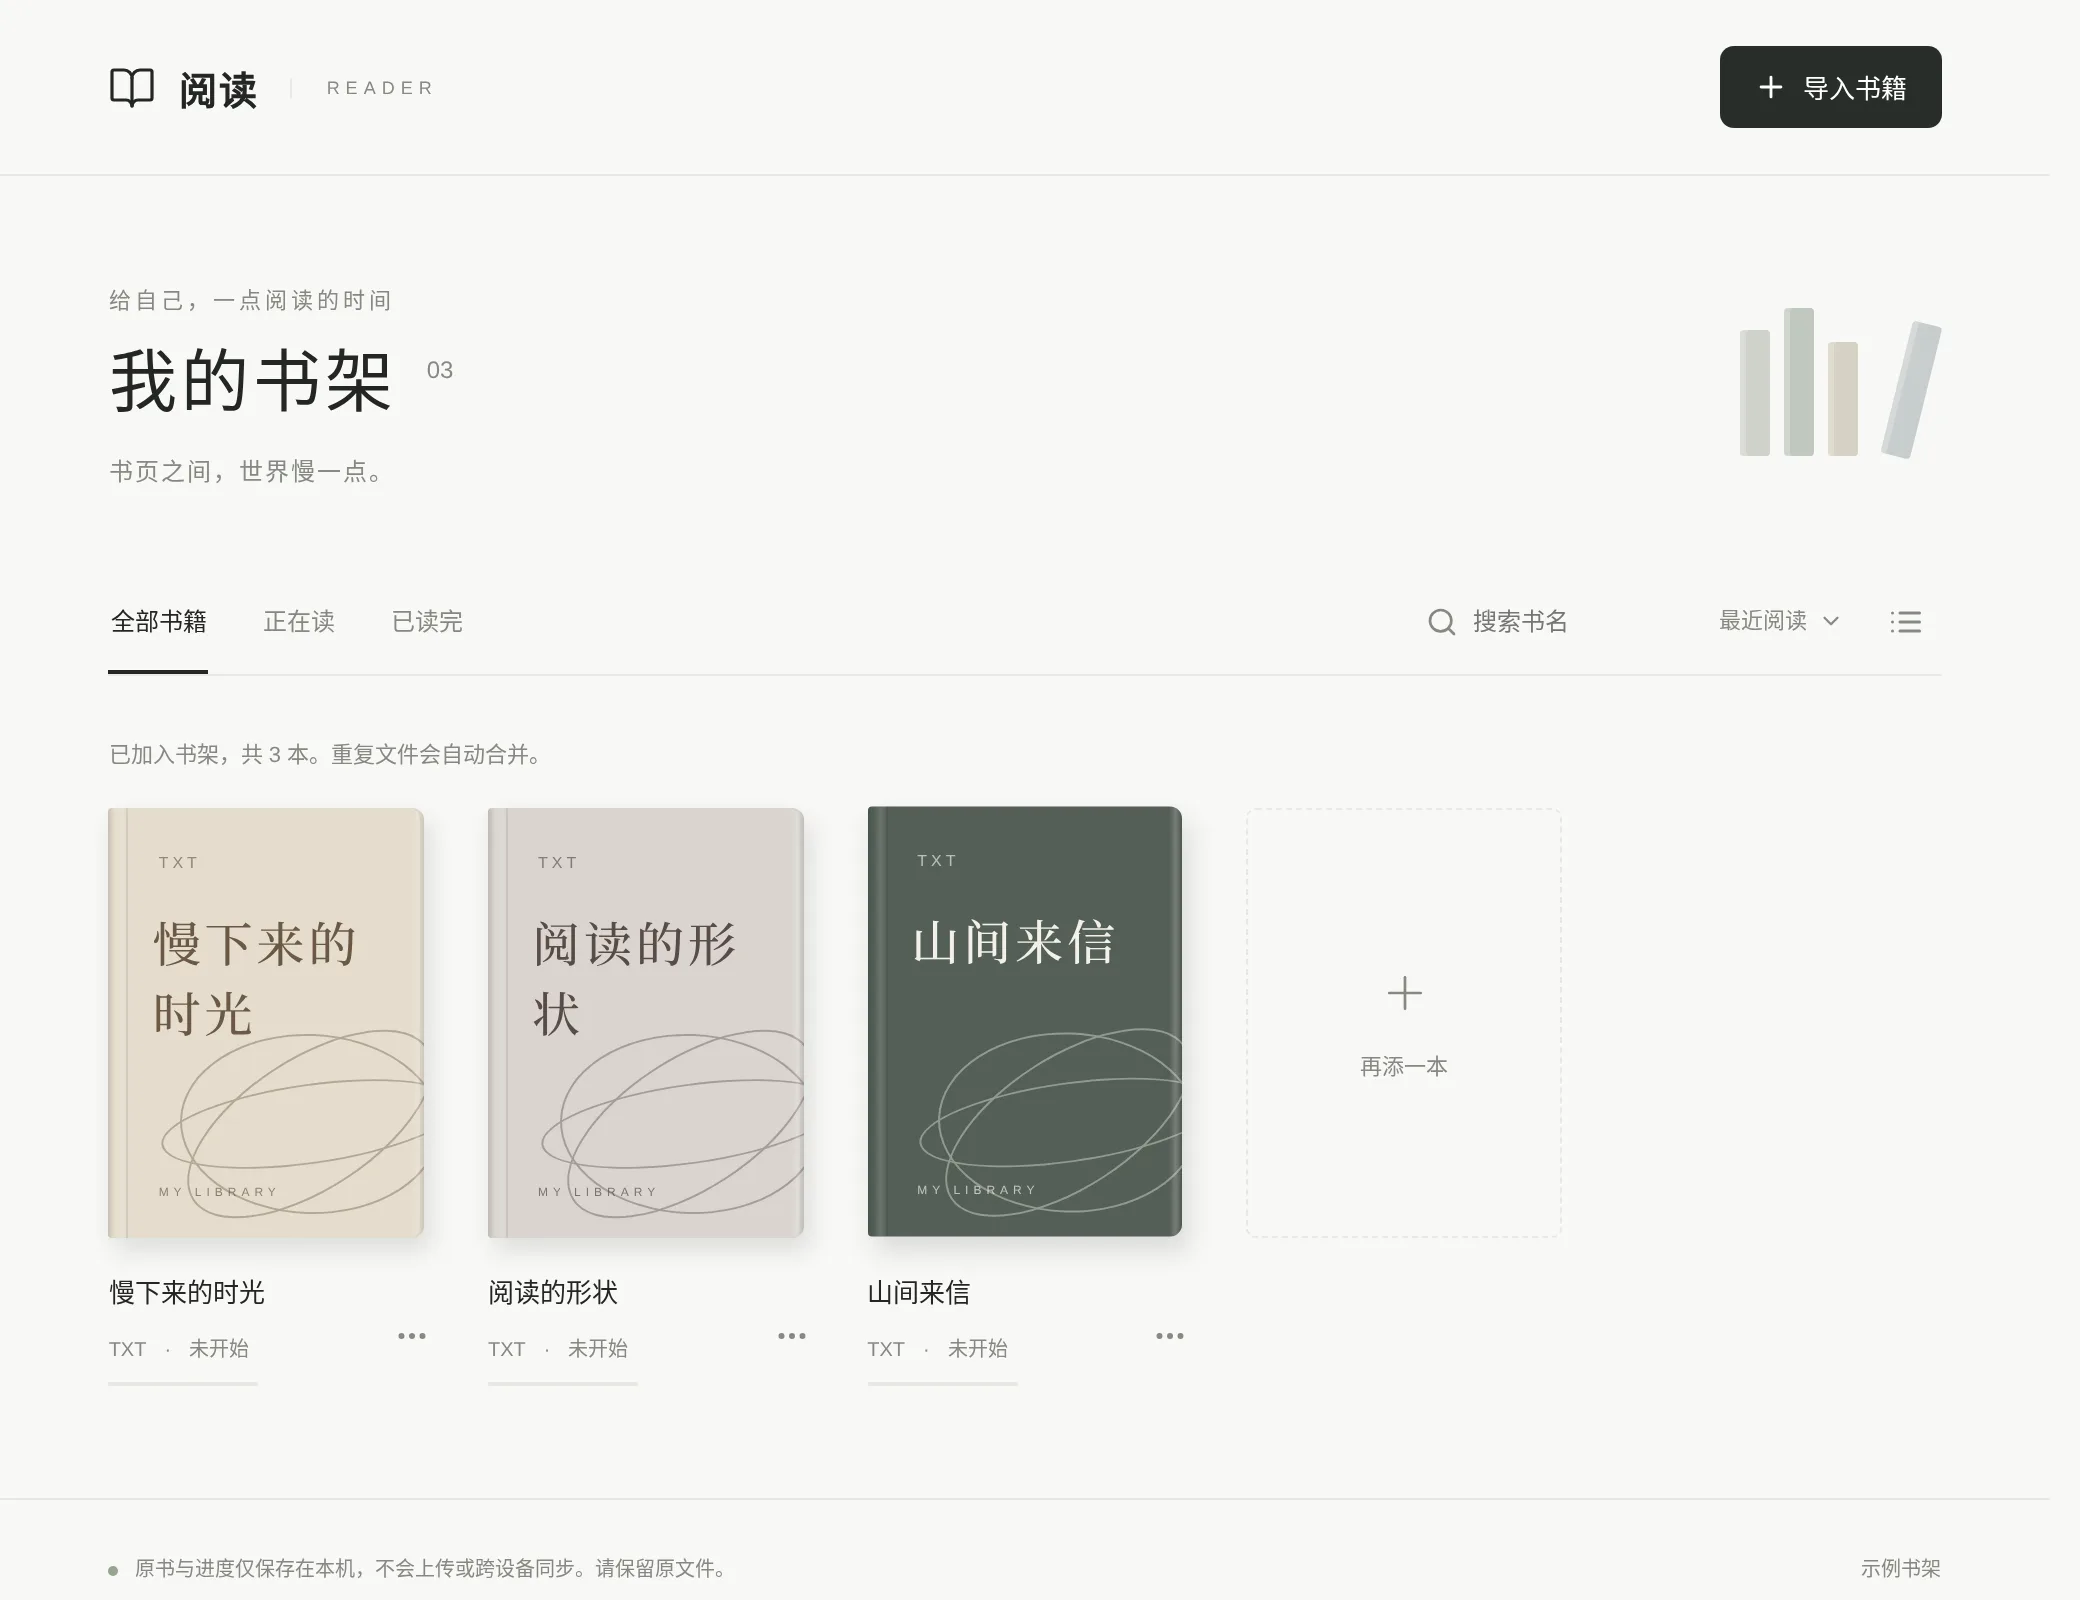 阅读
READER
导入书籍
给自己，一点阅读的时间
我的书架 03
书页之间，世界慢一点。
全部书籍 正在读 已读完 搜索书名 最近阅读
已加入书架，共 3 本。重复文件会自动合并。
TXT
慢下来的
时光
MY LIBRARY
TXT
阅读的形
状
MY LIBRARY
TXT
山间来信
MY LIBRARY
再添一本
慢下来的时光
TXT · 未开始
阅读的形状
TXT · 未开始
山间来信
TXT · 未开始
原书与进度仅保存在本机，不会上传或跨设备同步。请保留原文件。
示例书架